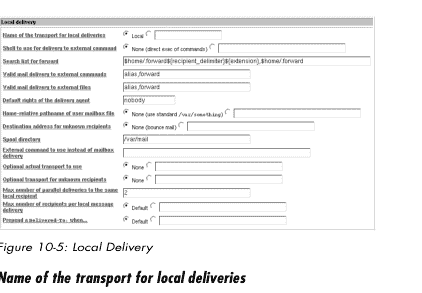 Local delivery
Name of the transport for local deliveries Local
Shell to use for delivery to external command None (direct exec of commands)
Search list for forward $home/.forward${recipient_delimiter}${extension},$home/.forward
Valid mail delivery to external commands alias,forward
Valid mail delivery to external files alias,forward
Default rights of the delivery agent nobody
Home-relative pathname of user mailbox file None (use standard /var/something)
Destination address for unknown recipients None (bounce mail)
Spool directory /var/mail
External command to use instead of mailbox
delivery
Optional actual transport to use None
Optional transport for unknown recipients None
Max number of parallel deliveries to the same
local recipient 2
Max number of recipients per local message
delivery Default
Prepend a Delivered-To: when... Default
Figure 10-5: Local Delivery
Name of the transport for local deliveries